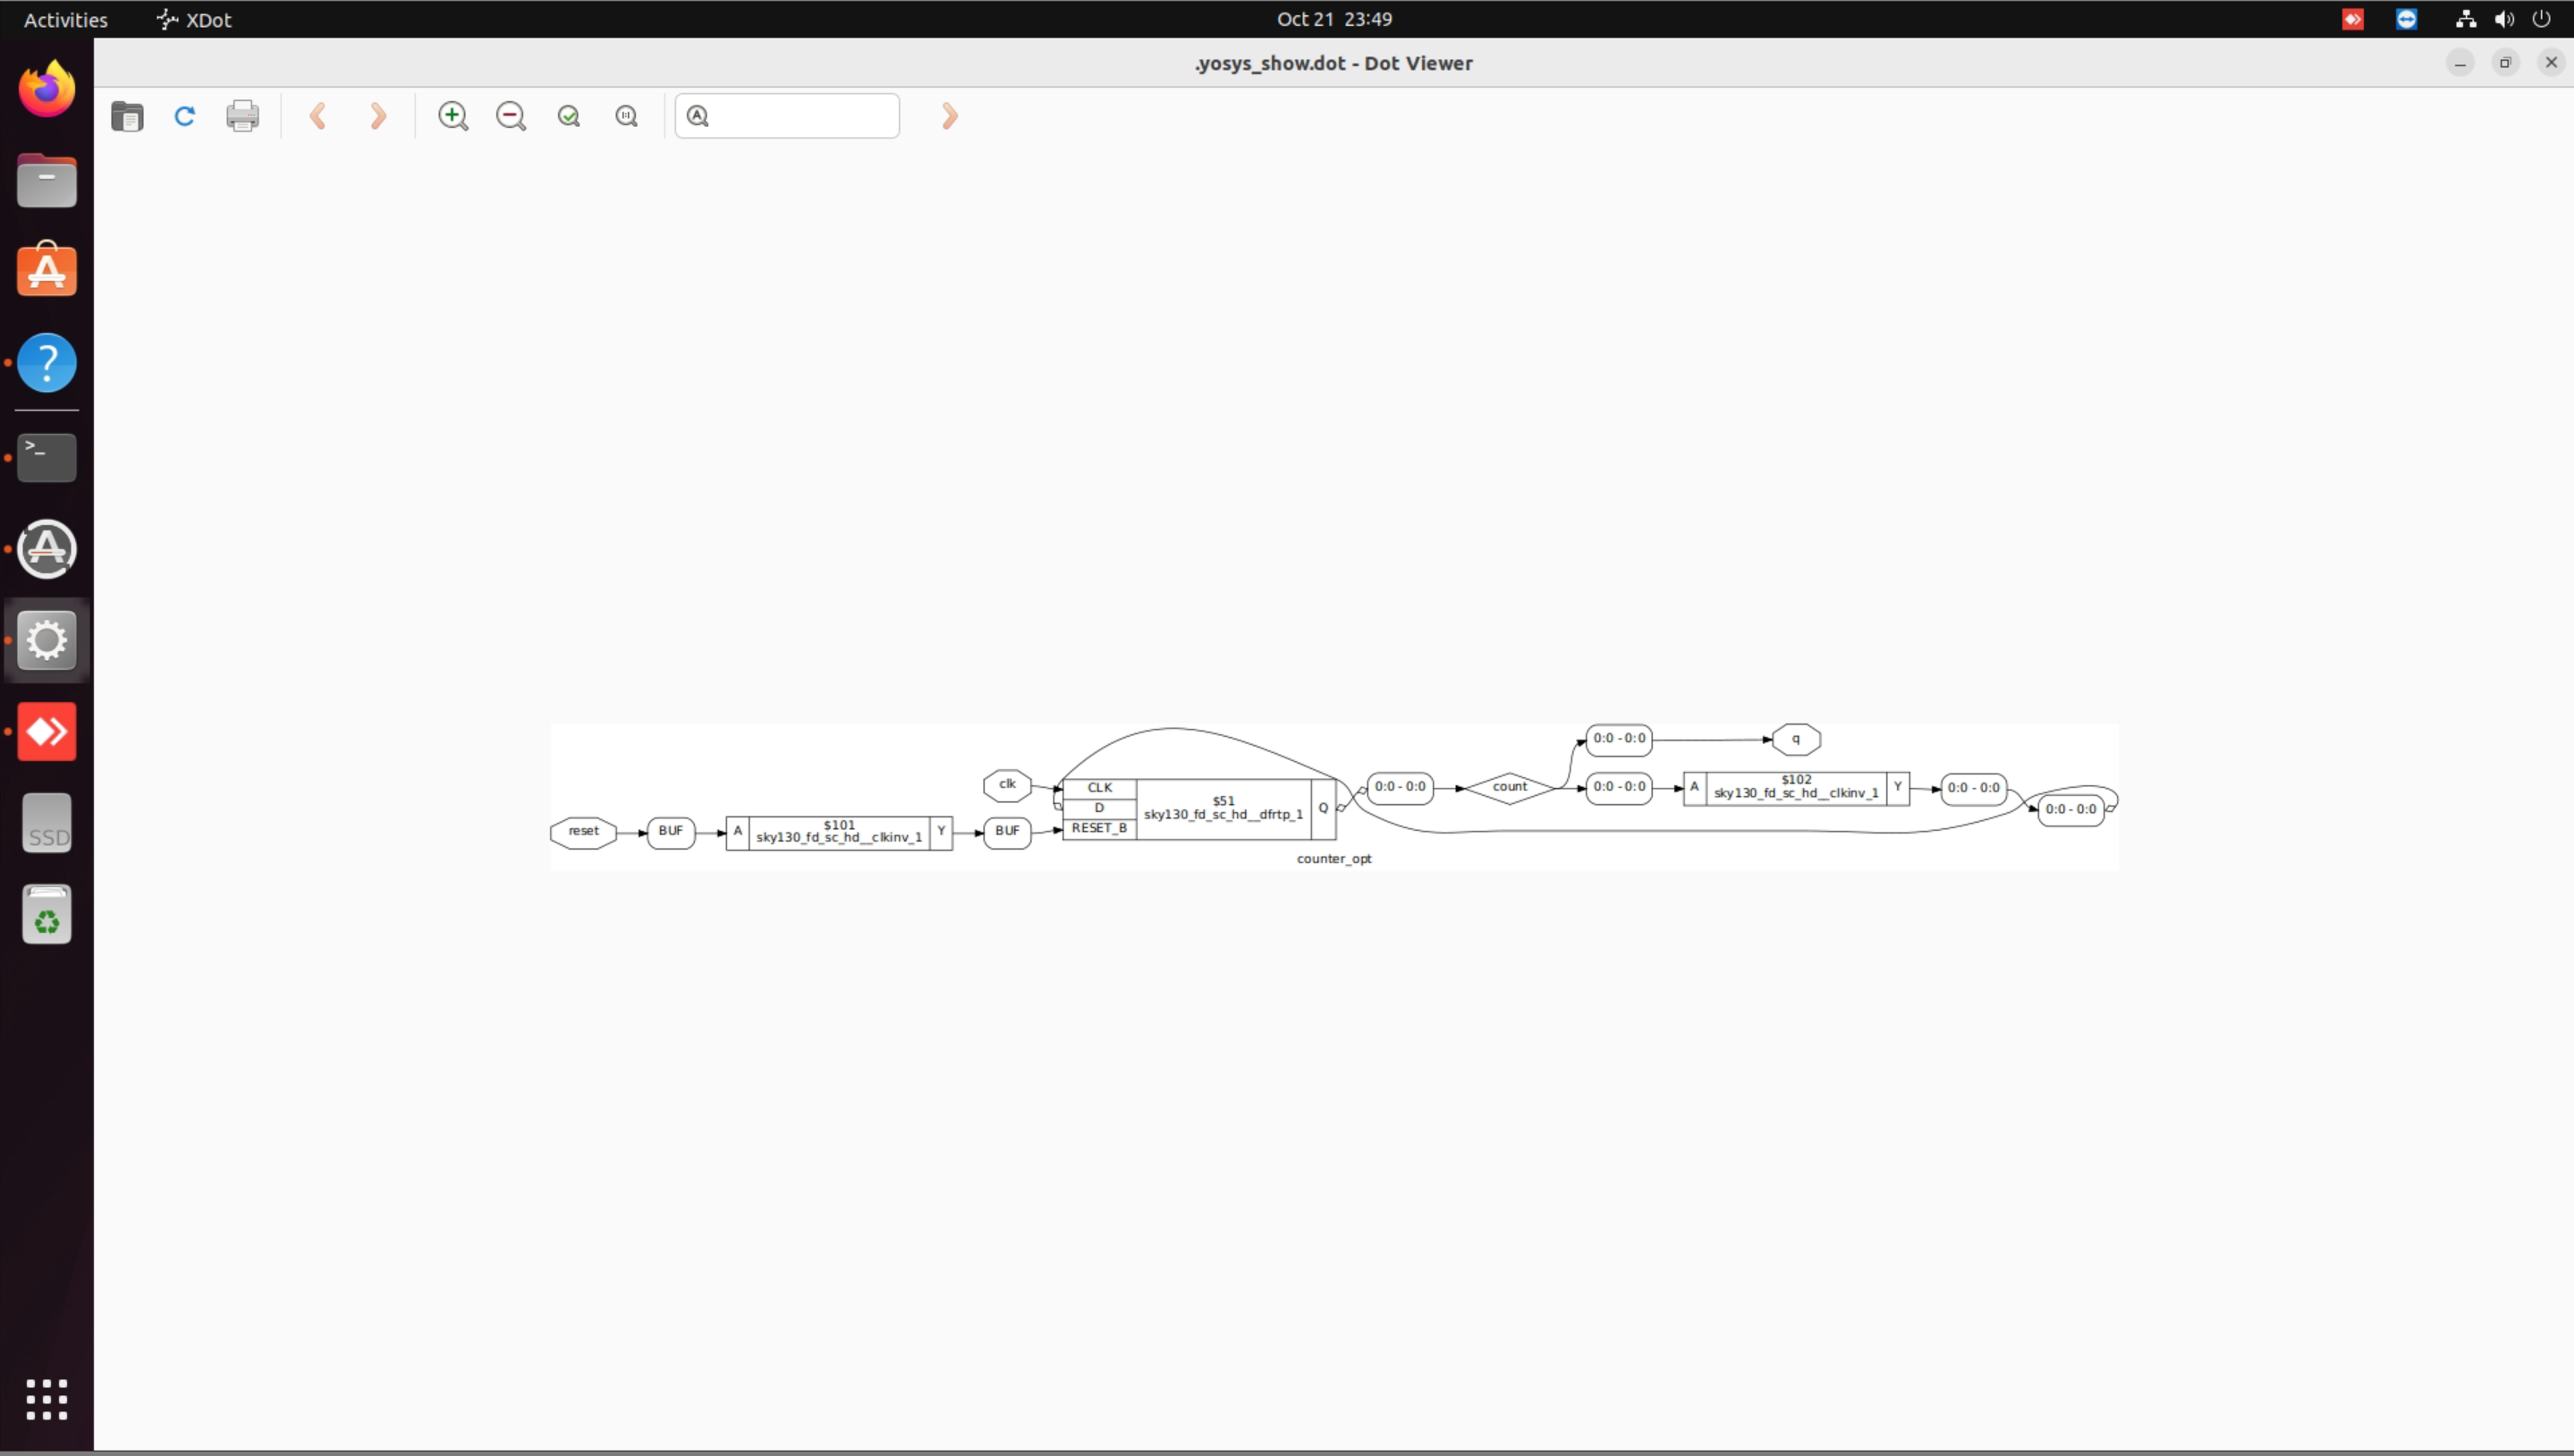 Activities XDot Oct 21 23:49
.yosys_show.dot - Dot Viewer
0:0 - 0:0 q
clk CLK 0:0 - 0:0 count 0:0 - 0:0 A $102 Y 0:0 - 0:0
sky130_fd_sc_hd__clkinv_1
D $51 Q 0:0 - 0:0
sky130_fd_sc_hd__dfrtp_1
reset BUF A $101 Y BUF RESET_B
sky130_fd_sc_hd__clkinv_1
counter_opt
SSD